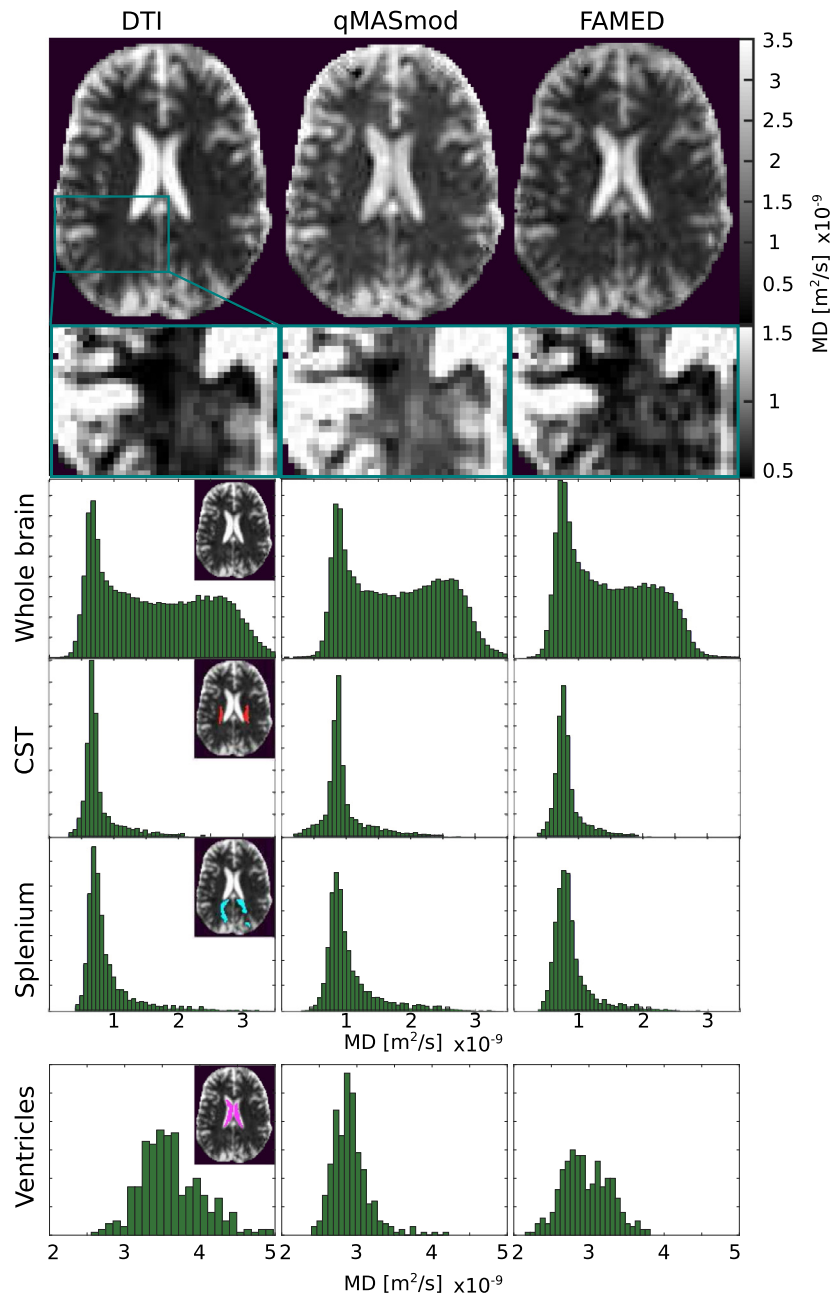 DTI qMASmod FAMED
3.5
3
2.5
2
1.5
1
0.5
MD [m²/s] x10⁻⁹
1.5
1
0.5
Whole brain
CST
Splenium
1 2 3 1 2 3 1 2 3
MD [m²/s] x10⁻⁹
Ventricles
2 3 4 5 2 3 4 5 2 3 4 5
MD [m²/s] x10⁻⁹